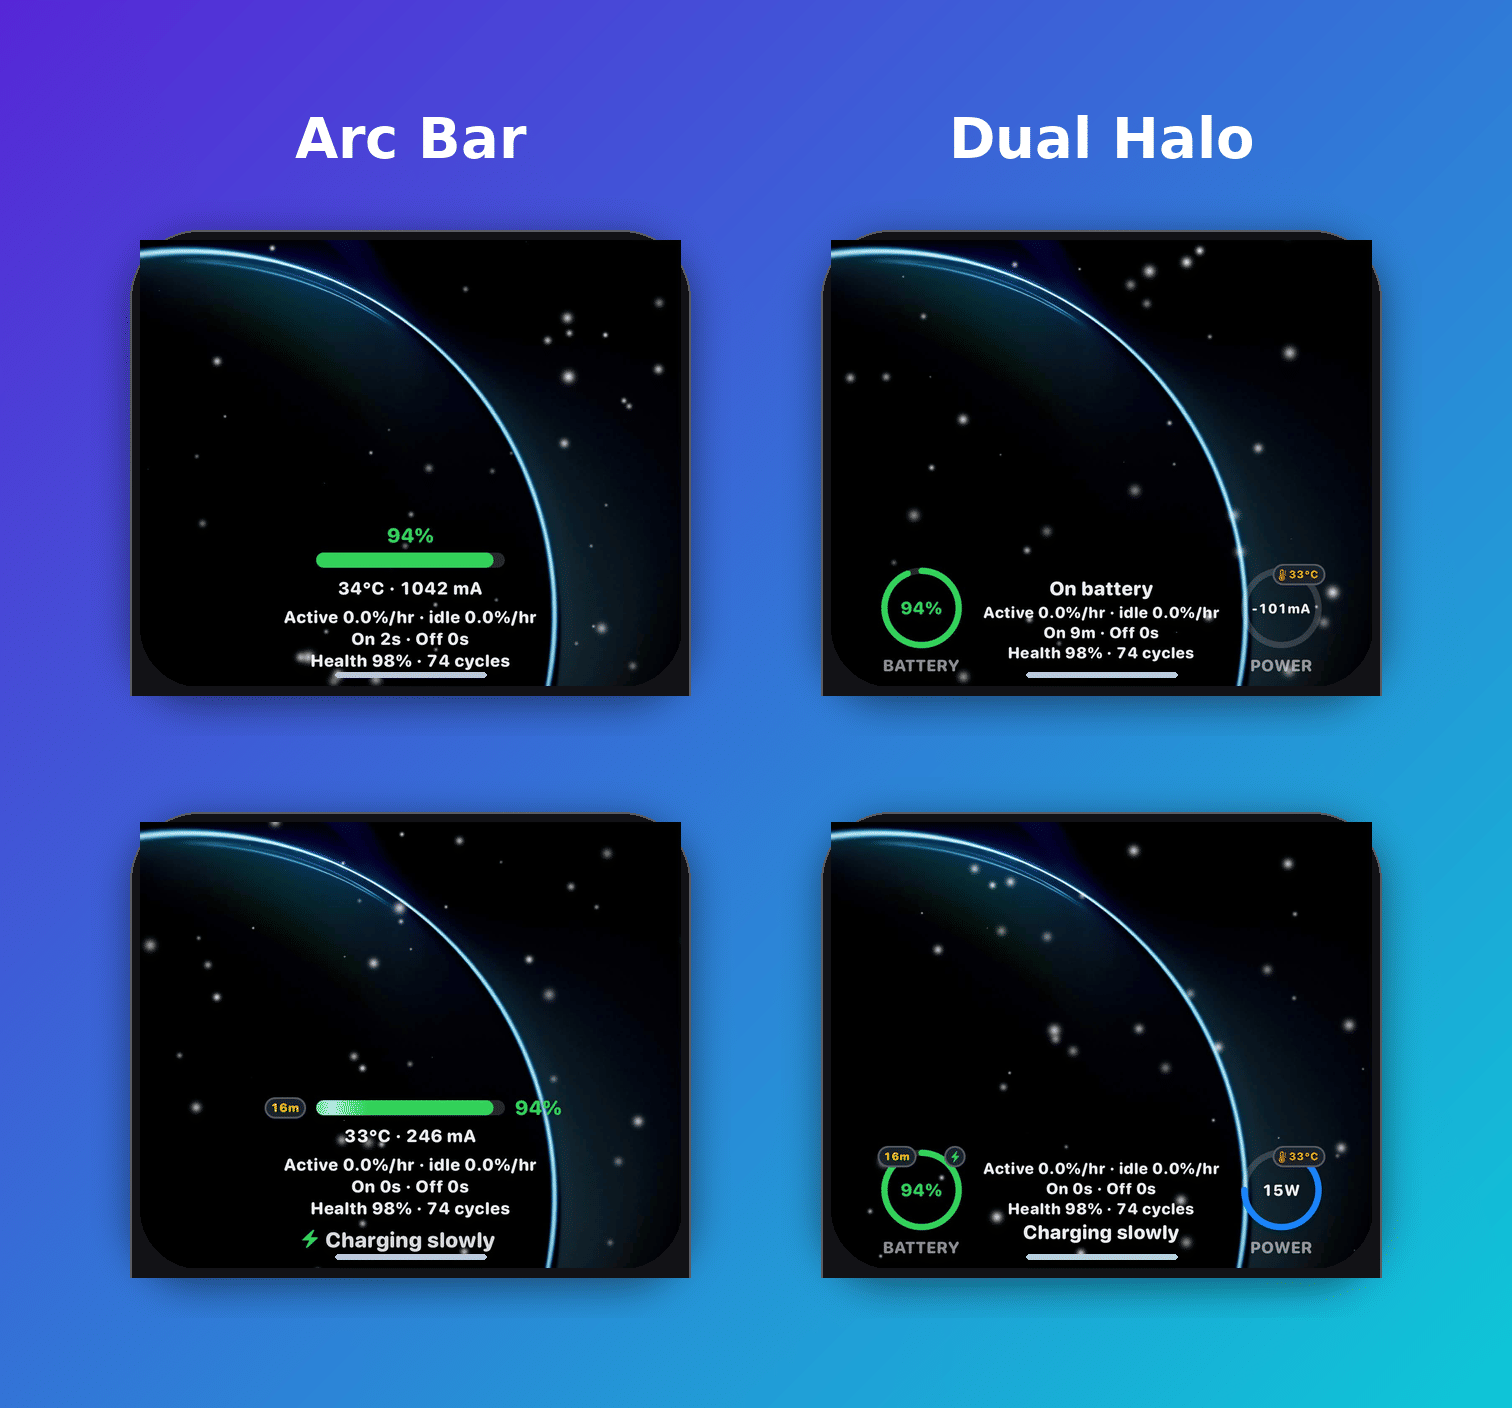 Arc Bar
Dual Halo
94%
34°C · 1042 mA
Active 0.0%/hr · idle 0.0%/hr
On 2s · Off 0s
Health 98% · 74 cycles
94%
BATTERY
On battery
Active 0.0%/hr · idle 0.0%/hr
On 9m · Off 0s
Health 98% · 74 cycles
33°C
-101mA
POWER
16m
94%
33°C · 246 mA
Active 0.0%/hr · idle 0.0%/hr
On 0s · Off 0s
Health 98% · 74 cycles
Charging slowly
16m
94%
BATTERY
Active 0.0%/hr · idle 0.0%/hr
On 0s · Off 0s
Health 98% · 74 cycles
Charging slowly
33°C
15W
POWER